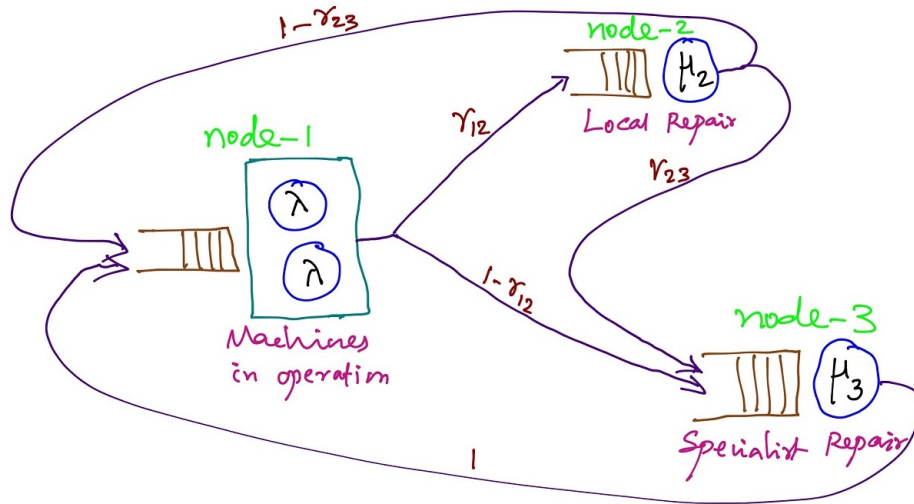 1-r₂₃
node-2
μ₂
Local Repair
r₁₂
node-1
λ
λ
r₂₃
1-r₁₂
Machines
in operation
node-3
μ₃
Specialist Repair
1